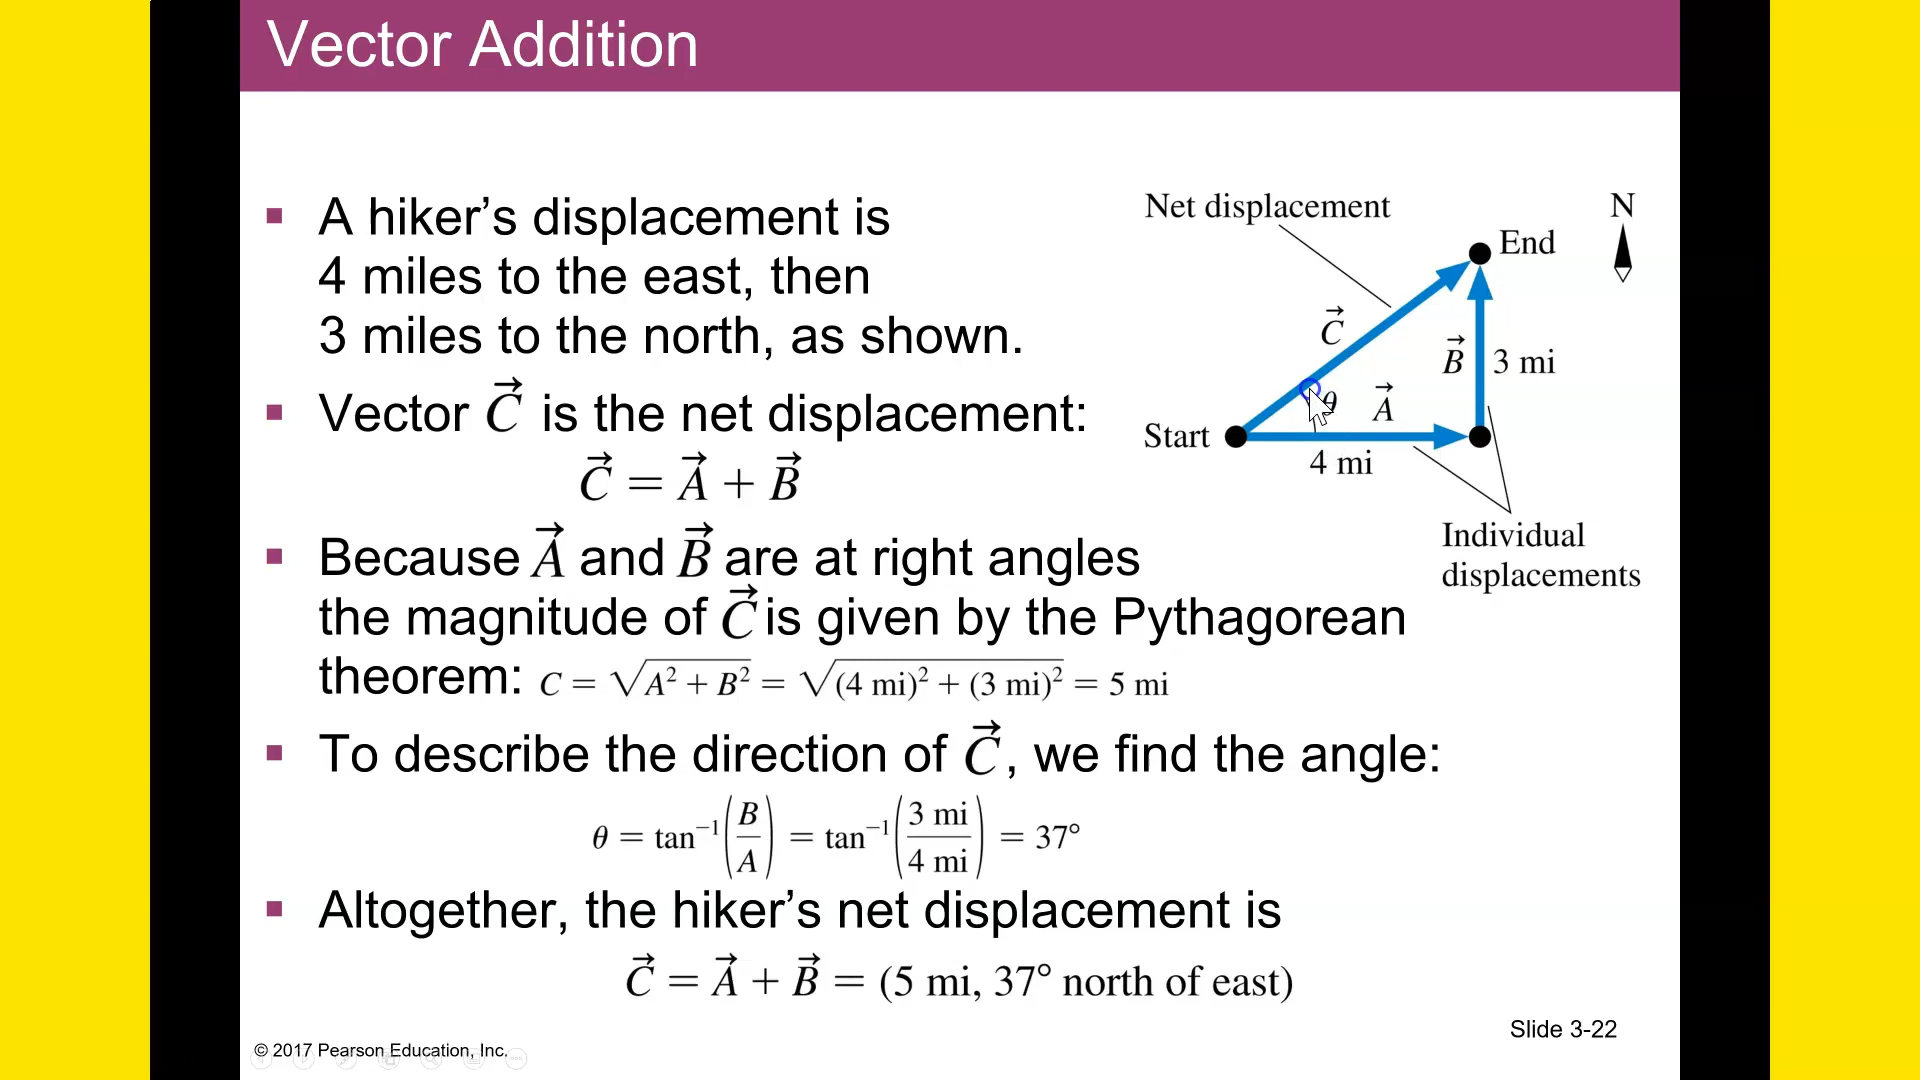 Vector Addition
▪ A hiker’s displacement is
4 miles to the east, then
3 miles to the north, as shown.
▪ Vector C⃗ is the net displacement:
C⃗ = A⃗ + B⃗
▪ Because A⃗ and B⃗ are at right angles
the magnitude of C⃗ is given by the Pythagorean
theorem: C = √(A² + B²) = √((4 mi)² + (3 mi)²) = 5 mi
▪ To describe the direction of C⃗, we find the angle:
θ = tan⁻¹(B/A) = tan⁻¹(3 mi/4 mi) = 37°
▪ Altogether, the hiker’s net displacement is
C⃗ = A⃗ + B⃗ = (5 mi, 37° north of east)
Net displacement
N
End
C⃗
B⃗ 3 mi
θ A⃗
Start
4 mi
Individual
displacements
Slide 3-22
© 2017 Pearson Education, Inc.